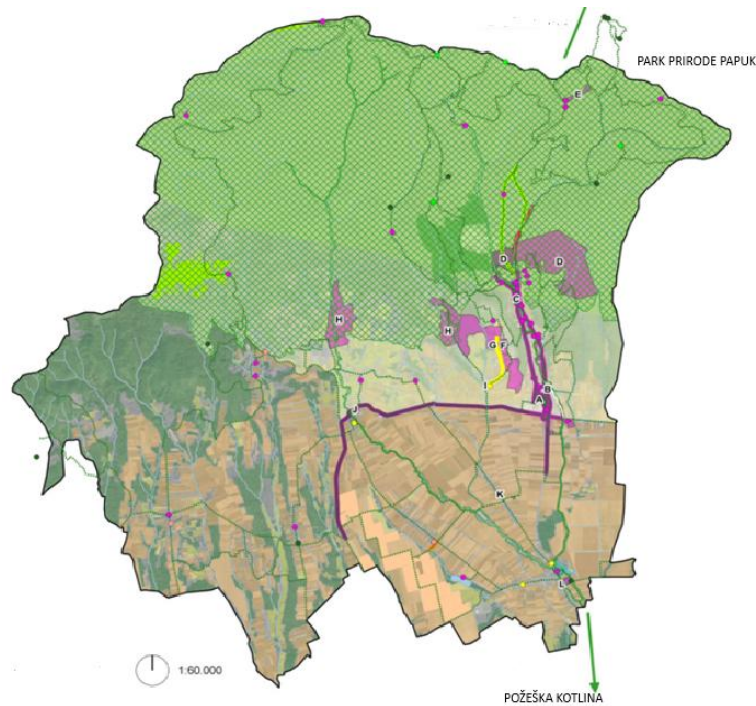 PARK PRIRODE PAPUK
E
D
D
C
H
H
G F
I
B
A
J
K
L
1:60.000
POŽEŠKA KOTLINA